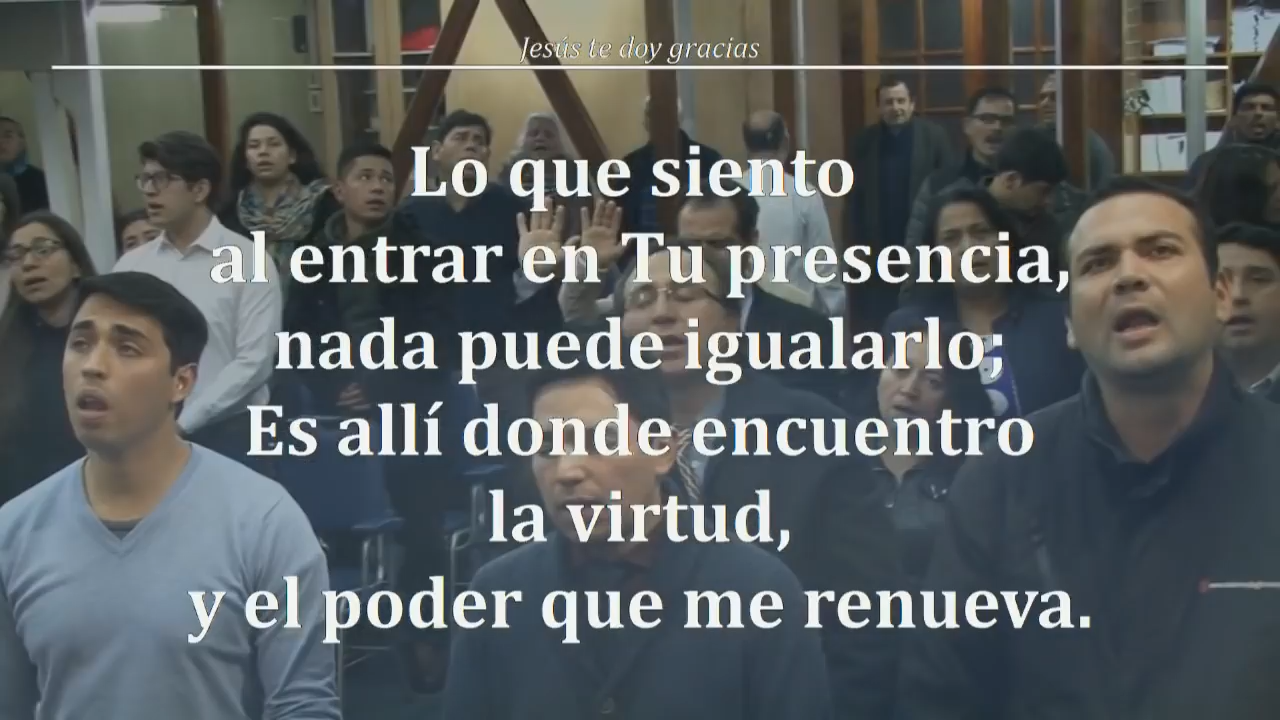 Jesús te doy gracias
Lo que siento
al entrar en Tu presencia,
nada puede igualarlo;
Es allí donde encuentro
la virtud,
y el poder que me renueva.